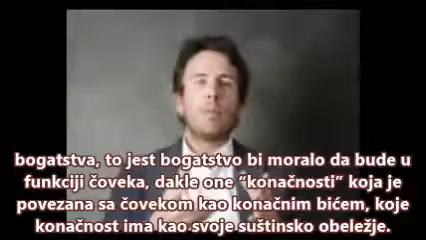 bogatstva, to jest bogatstvo bi moralo da bude u
funkciji čoveka, dakle one “konačnosti” koja je
povezana sa čovekom kao konačnim bićem, koje
konačnost ima kao svoje suštinsko obeležje.